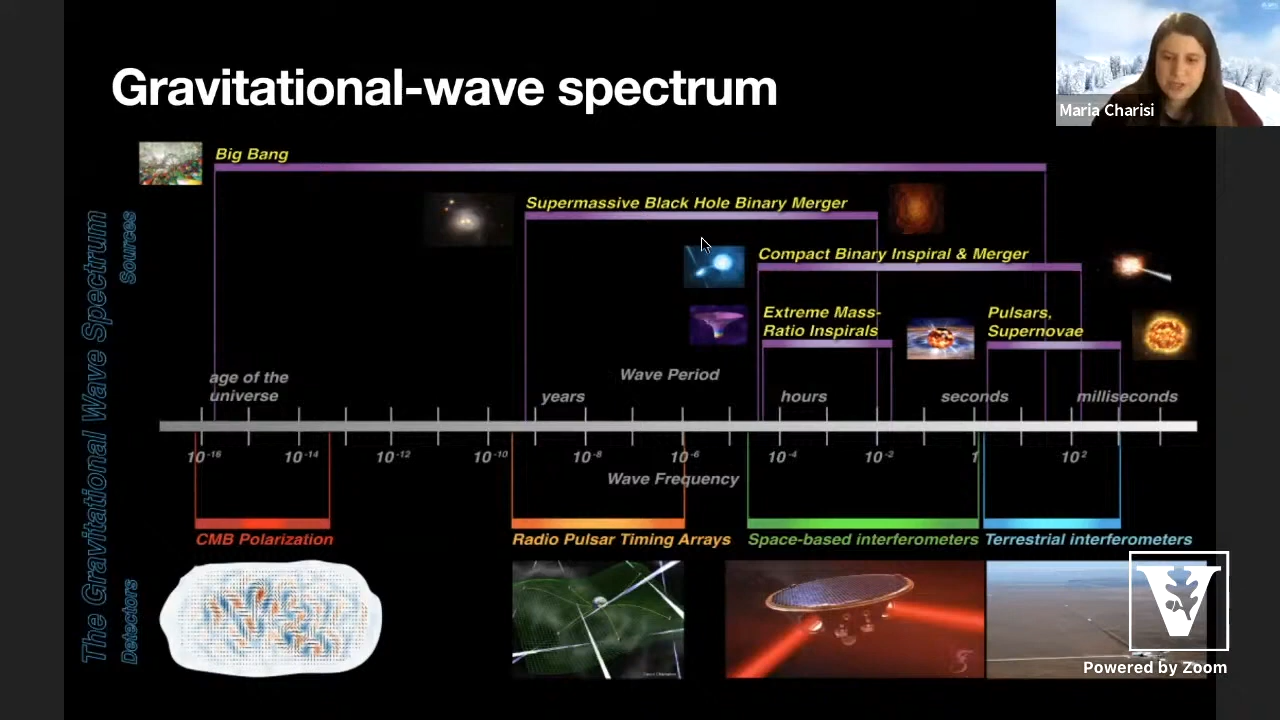 Gravitational-wave spectrum
Maria Charisi
The Gravitational Wave Spectrum
Sources
Big Bang
Supermassive Black Hole Binary Merger
Compact Binary Inspiral & Merger
Extreme Mass-
Ratio Inspirals
Pulsars,
Supernovae
age of the
universe
Wave Period
years
hours
seconds
milliseconds
10⁻¹⁶
10⁻¹⁴
10⁻¹²
10⁻¹⁰
10⁻⁸
10⁻⁶
10⁻⁴
10⁻²
1
10²
Wave Frequency
Detectors
CMB Polarization
Radio Pulsar Timing Arrays
Space-based interferometers
Terrestrial interferometers
V
Powered by Zoom